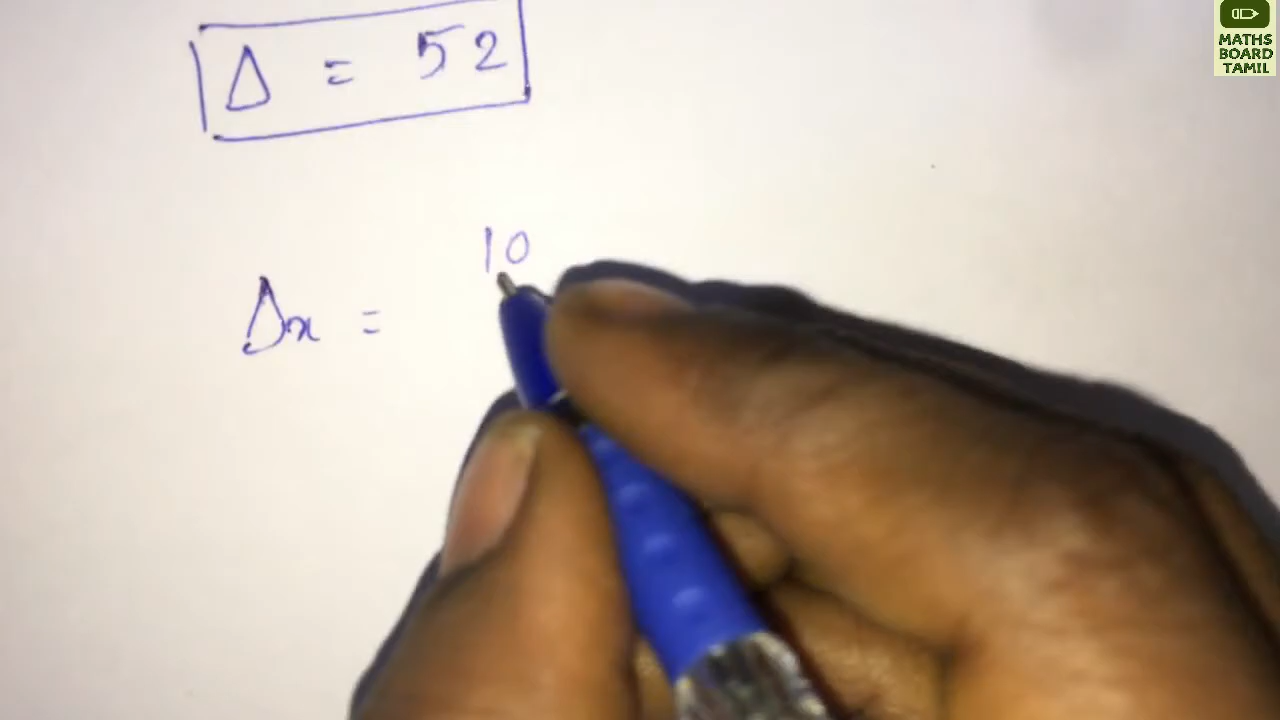 MATHS
BOARD
TAMIL
Δ = 52
10
Δx =